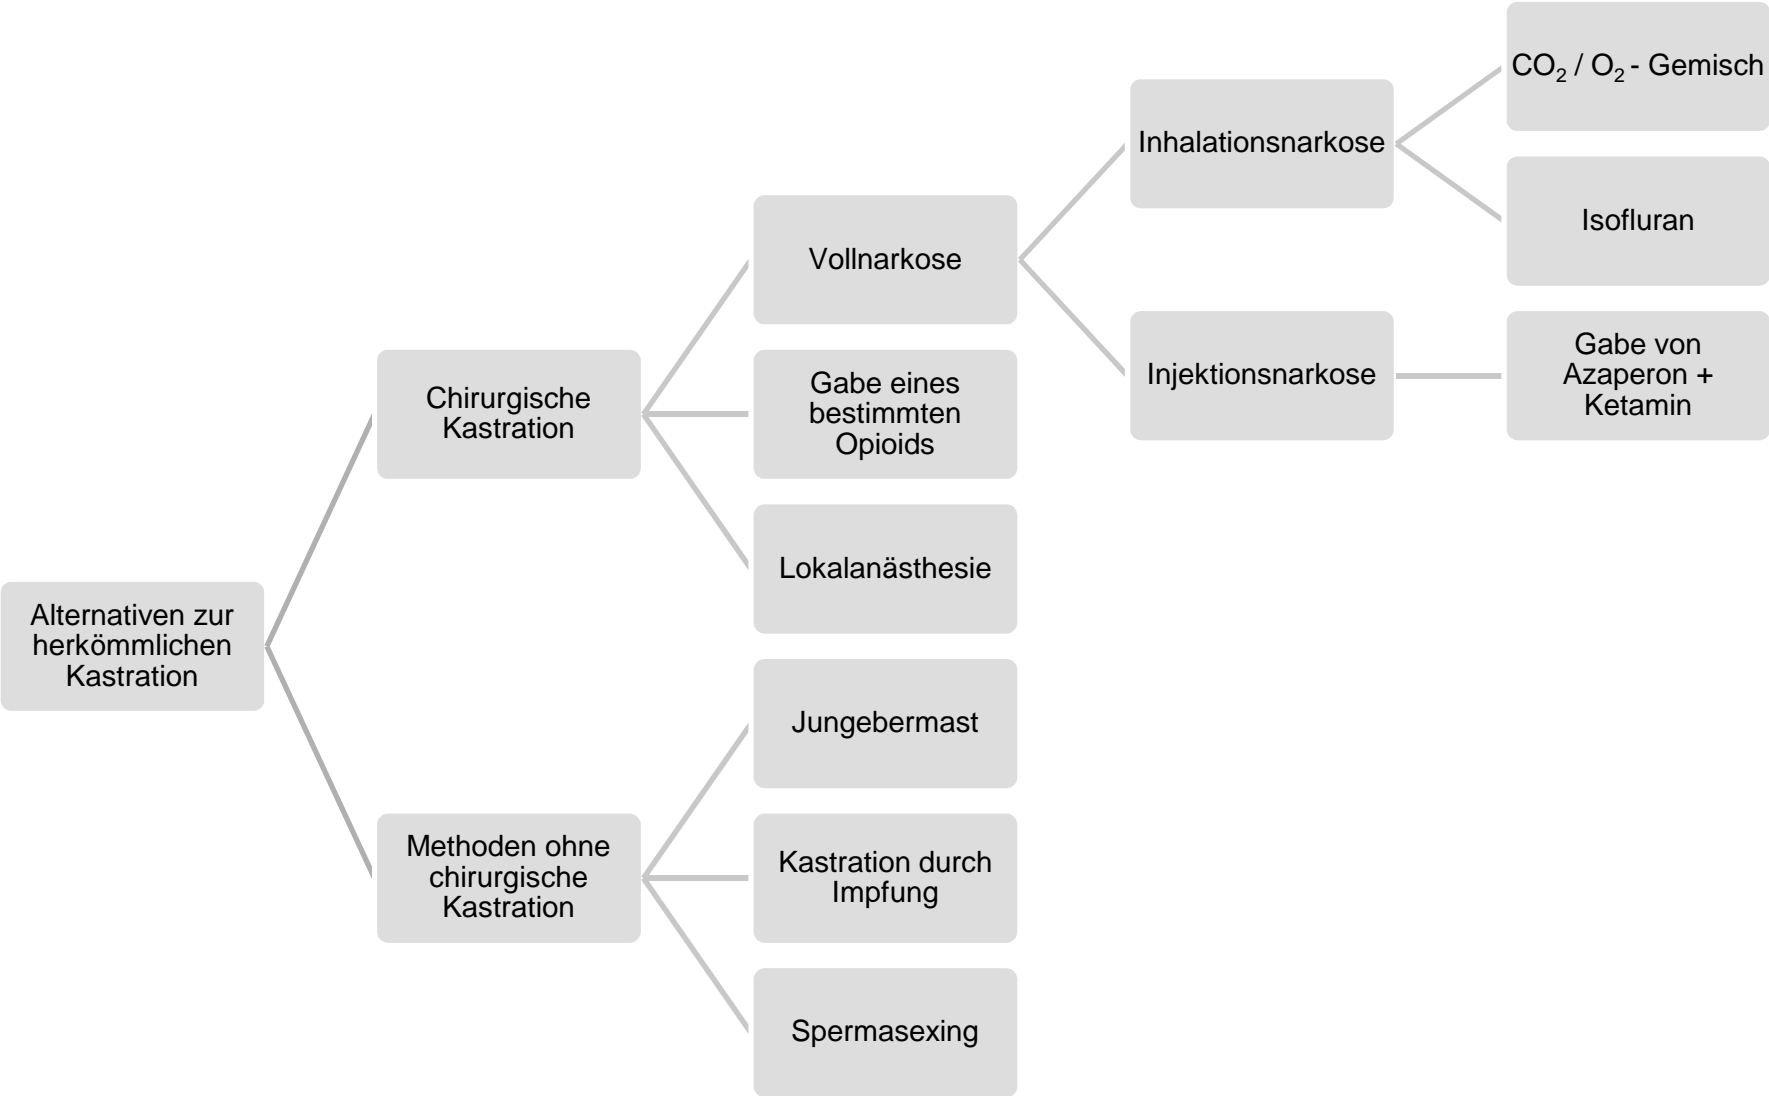 Alternativen zur
herkömmlichen
Kastration
Chirurgische
Kastration
Vollnarkose
Inhalationsnarkose
CO₂ / O₂ - Gemisch
Isofluran
Injektionsnarkose
Gabe von
Azaperon +
Ketamin
Gabe eines
bestimmten
Opioids
Lokalanästhesie
Methoden ohne
chirurgische
Kastration
Jungebermast
Kastration durch
Impfung
Spermasexing